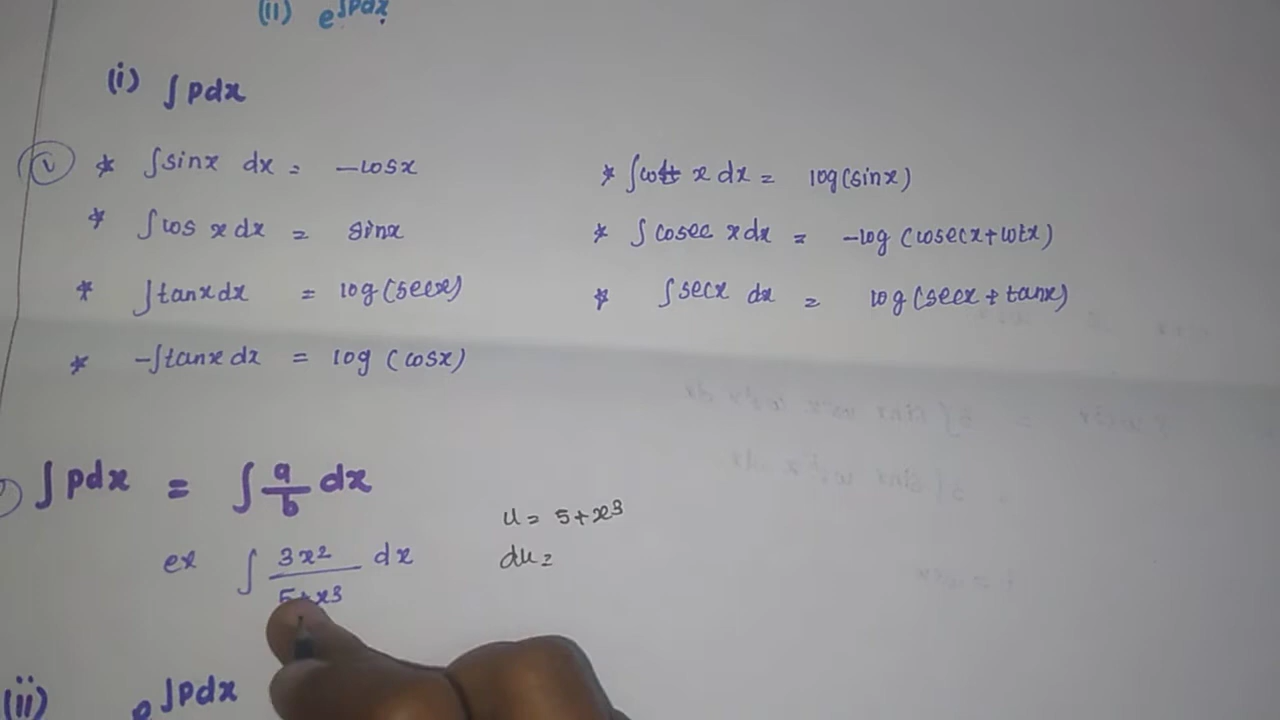 (ii) e^∫Pdx
(i) ∫Pdx
* ∫sinx dx = -cosx
* ∫cos x dx = sinx
* ∫tanx dx = log(secx)
* -∫tanx dx = log (cosx)
* ∫cot x dx = log(sinx)
* ∫cosec x dx = -log (cosecx+cotx)
* ∫secx dx = log(secx + tanx)
∫Pdx = ∫a/b dx
ex ∫ 3x²/5+x³ dx
u = 5+x³
du =
(ii) e^∫Pdx